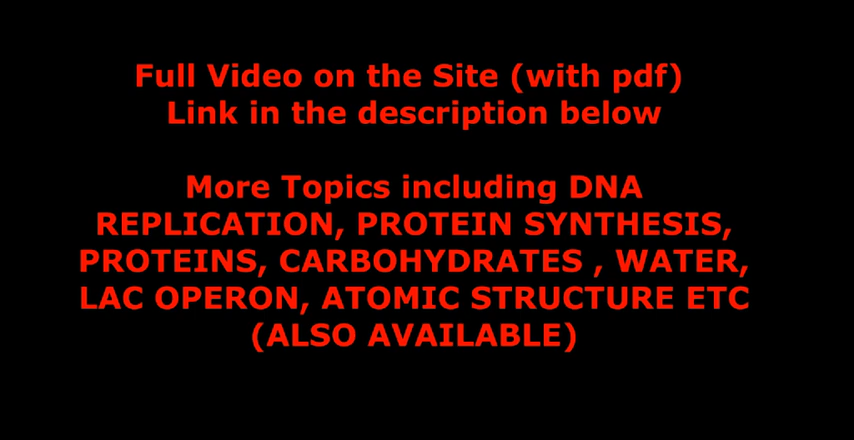 Full Video on the Site (with pdf)
Link in the description below
More Topics including DNA
REPLICATION, PROTEIN SYNTHESIS,
PROTEINS, CARBOHYDRATES , WATER,
LAC OPERON, ATOMIC STRUCTURE ETC
(ALSO AVAILABLE)